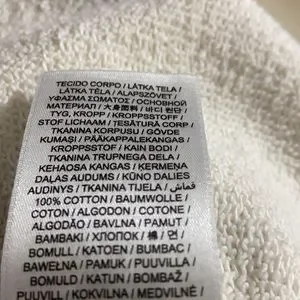 TECIDO CORPO / LÁTKA TELA /
LÁTKA TĚLA / ALAPSZÖVET /
ΥΦΑΣΜΑ ΣΩΜΑΤΟΣ / ОСНОВНОЙ
МАТЕРИАЛ / 大身面料 / 바디 원단 /
TYG, KROPP / KROPPSSTOFF /
STOF LICHAAM / ȚESĂTURĂ CORP /
TKANINA KORPUSU / GÖVDE
KUMAŞI / PÄÄKAPPALEKANGAS /
KROPPSSTOF / KAIN BODI /
TKANINA TRUPNEGA DELA /
KEHAOSA KANGAS / ĶERMEŅA
DAĻAS AUDUMS / KŪNO DALIES
AUDINYS / TKANINA TIJELA / قماش /
100% COTTON / BAUMWOLLE /
COTON / ALGODON / COTONE /
ALGODÃO / BAVLNA / PAMUT /
ΒΑΜΒΑΚΙ / ХЛОПОК / 棉 / 면 /
BOMULL / KATOEN / BUMBAC /
BAWEŁNA / PAMUK / PUUVILLA /
BOMULD / KATUN / BOMBAŽ /
PUUVILL / KOKVILNA / MEDVILNĖ /